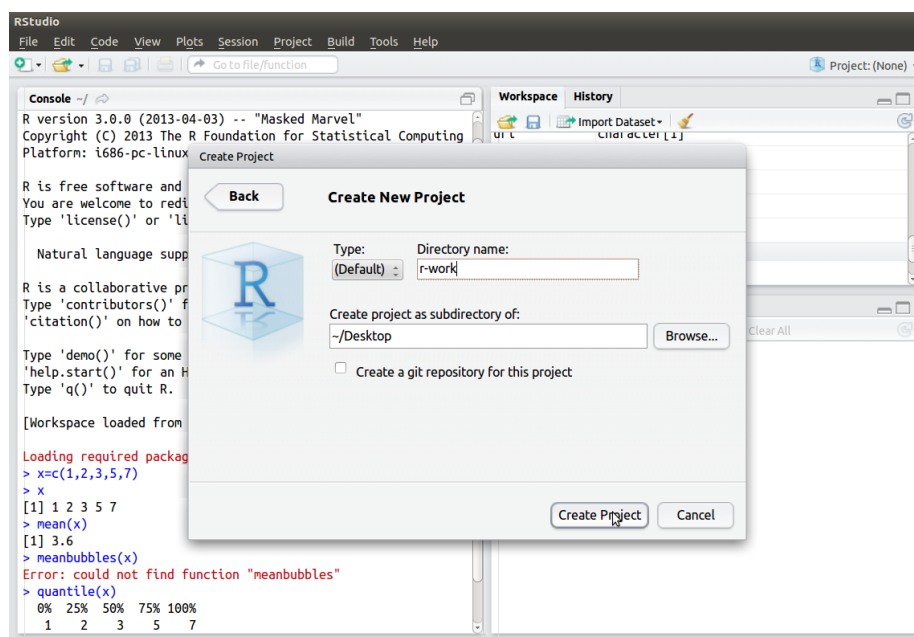 RStudio
File Edit Code View Plots Session Project Build Tools Help
Go to file/function
Project: (None)
Console ~/
R version 3.0.0 (2013-04-03) -- "Masked Marvel"
Copyright (C) 2013 The R Foundation for Statistical Computing
Platform: i686-pc-linux
R is free software and
You are welcome to redi
Type 'license()' or 'li
Natural language supp
R is a collaborative pr
Type 'contributors()' f
'citation()' on how to
Type 'demo()' for some
'help.start()' for an H
Type 'q()' to quit R.
[Workspace loaded from
Loading required packag
> x=c(1,2,3,5,7)
> x
[1] 1 2 3 5 7
> mean(x)
[1] 3.6
> meanbubbles(x)
Error: could not find function "meanbubbles"
> quantile(x)
0% 25% 50% 75% 100%
1 2 3 5 7
Workspace History
Import Dataset
url character[1]
Clear All
Create Project
Back
Create New Project
R
Type: Directory name:
(Default) r-work
Create project as subdirectory of:
~/Desktop
Browse...
Create a git repository for this project
Create Project Cancel